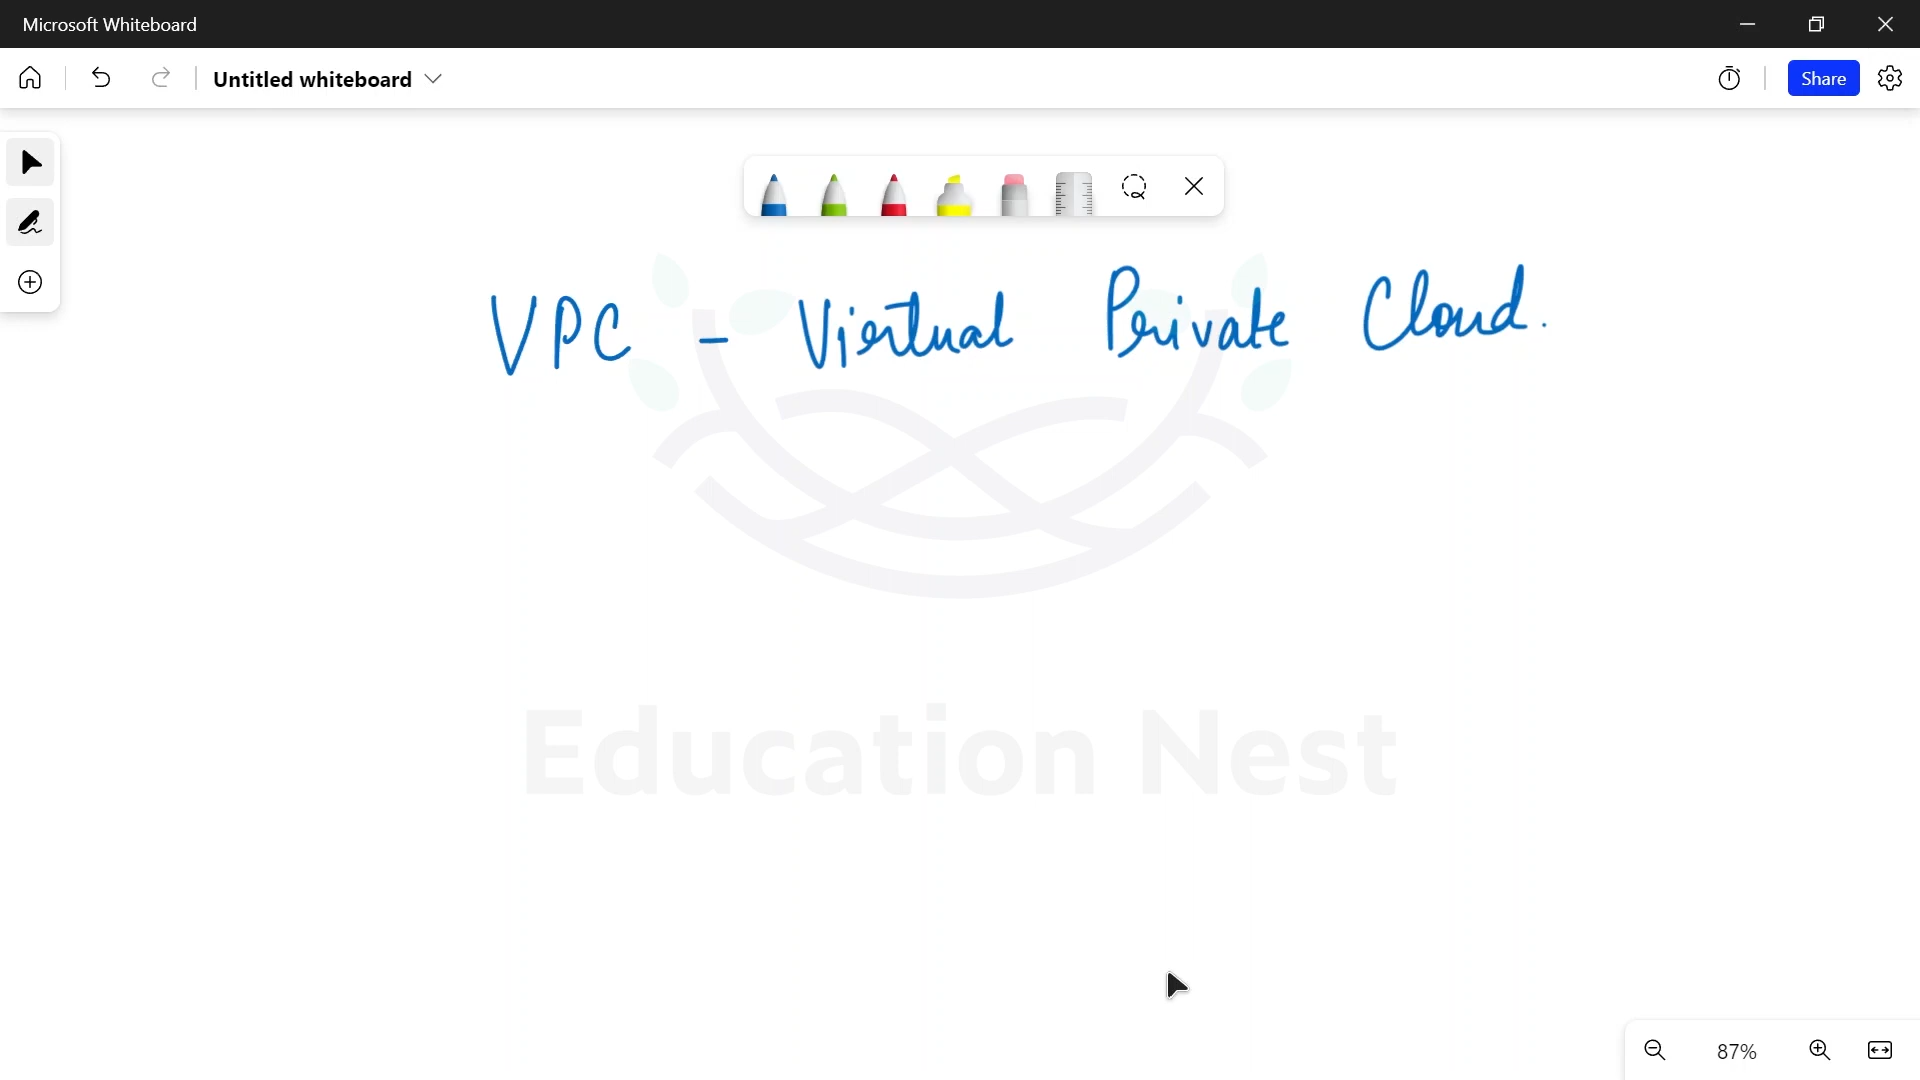 Microsoft Whiteboard
Untitled whiteboard
Share
VPC - Virtual Private Cloud.
Education Nest
87%